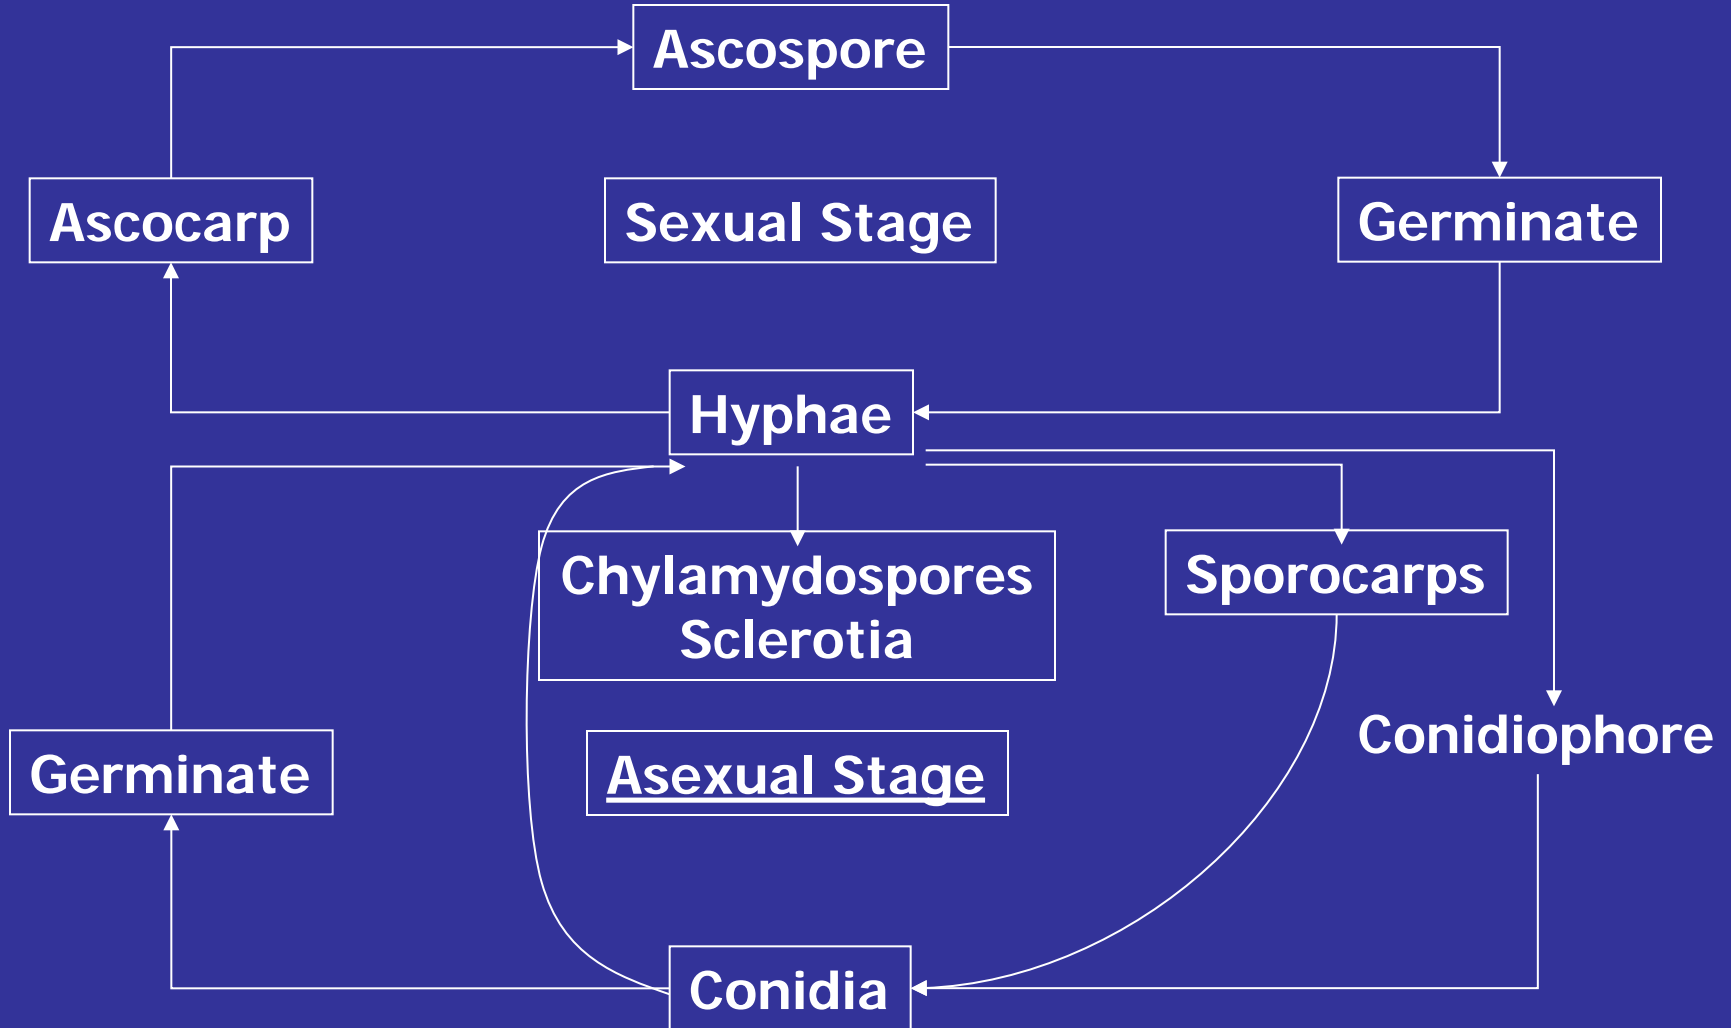 Ascospore
Ascocarp
Sexual Stage
Germinate
Hyphae
Chylamydospores
Sclerotia
Sporocarps
Conidiophore
Germinate
Asexual Stage
Conidia